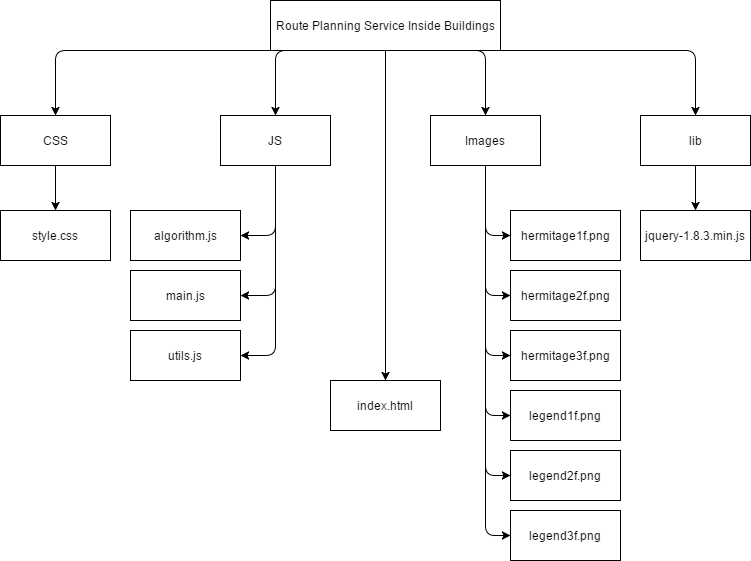 Route Planning Service Inside Buildings
CSS
JS
Images
lib
style.css
algorithm.js
hermitage1f.png
jquery-1.8.3.min.js
main.js
hermitage2f.png
utils.js
hermitage3f.png
index.html
legend1f.png
legend2f.png
legend3f.png